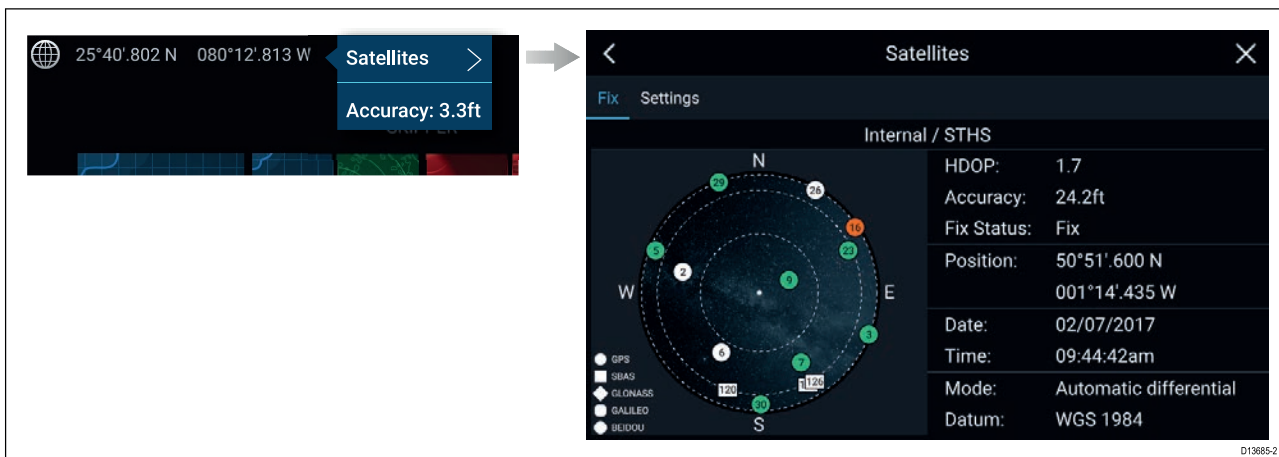 25°40'.802 N 080°12'.813 W
Satellites
Accuracy: 3.3ft
Satellites
Fix Settings
Internal / STHS
N
29
26
16
5
23
2
9
W
E
3
6
7
120
126
30
S
GPS
SBAS
GLONASS
GALILEO
BEIDOU
HDOP: 1.7
Accuracy: 24.2ft
Fix Status: Fix
Position: 50°51'.600 N
001°14'.435 W
Date: 02/07/2017
Time: 09:44:42am
Mode: Automatic differential
Datum: WGS 1984
D13685-2